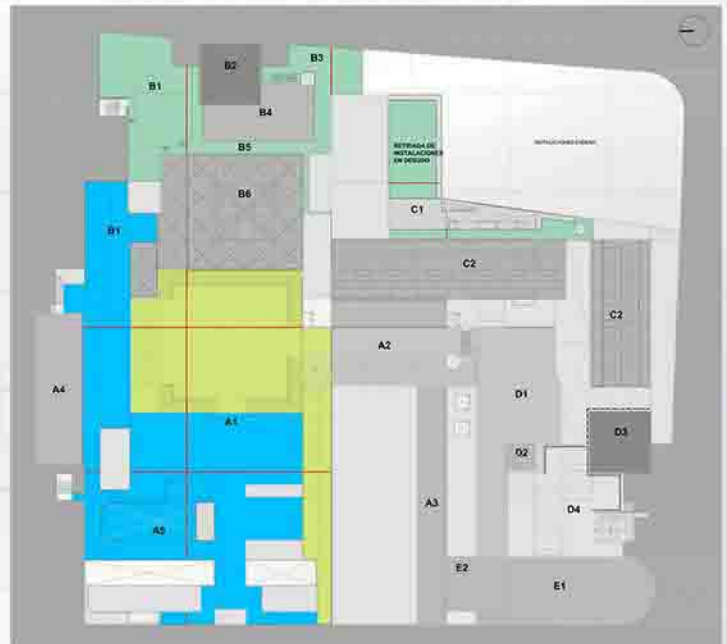 B2
B3
B1
B4
B5
RETIRADA DE
INSTALACIONES
EN DESUSO
B6
C1
B1
C2
C2
A4
A2
D1
A1
D3
D2
A3
D4
A5
E2
E1